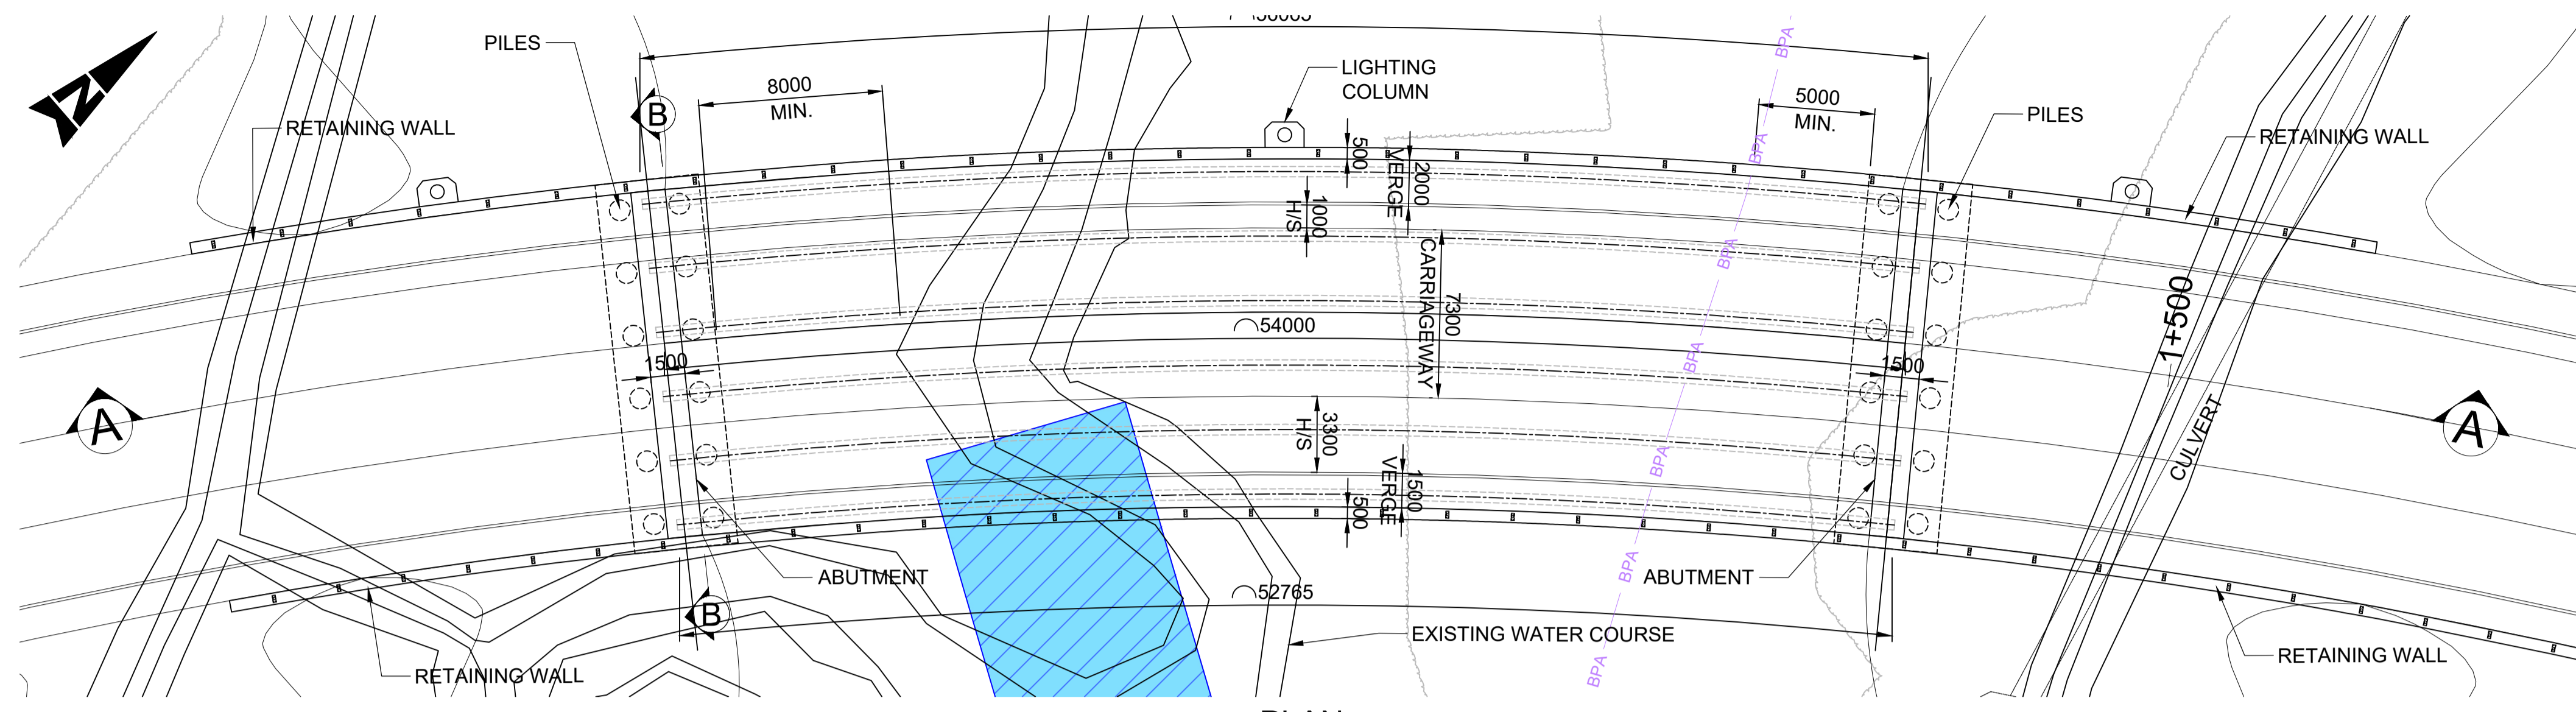 PILES
8000
MIN.
LIGHTING
COLUMN
BPA
5000
MIN.
PILES
RETAINING WALL
B
RETAINING WALL
N
500
VERGE
2000
BPA
1000
H/S
BPA
CARRIAGEWAY
7300
1+500
54000
BPA
1500
1500
A
A
3300
H/S
CULVERT
BPA
VERGE
1500
500
ABUTMENT
BPA
ABUTMENT
52765
B
EXISTING WATER COURSE
BPA
RETAINING WALL
RETAINING WALL